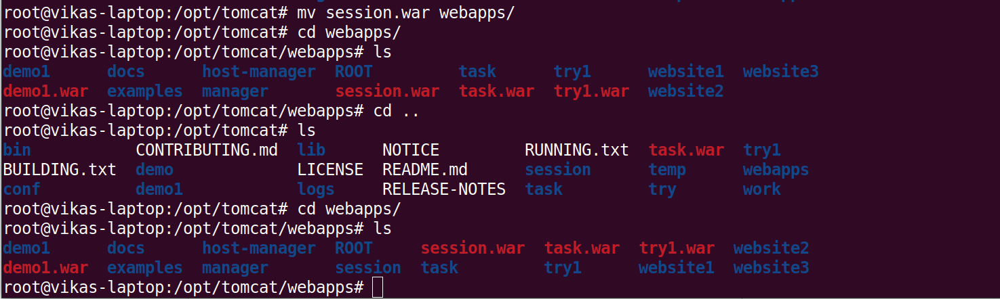 root@vikas-laptop:/opt/tomcat# mv session.war webapps/
root@vikas-laptop:/opt/tomcat# cd webapps/
root@vikas-laptop:/opt/tomcat/webapps# ls
demo1 docs host-manager ROOT task try1 website1 website3
demo1.war examples manager session.war task.war try1.war website2
root@vikas-laptop:/opt/tomcat/webapps# cd ..
root@vikas-laptop:/opt/tomcat# ls
bin CONTRIBUTING.md lib NOTICE RUNNING.txt task.war try1
BUILDING.txt demo LICENSE README.md session temp webapps
conf demo1 logs RELEASE-NOTES task try work
root@vikas-laptop:/opt/tomcat# cd webapps/
root@vikas-laptop:/opt/tomcat/webapps# ls
demo1 docs host-manager ROOT session.war task.war try1.war website2
demo1.war examples manager session task try1 website1 website3
root@vikas-laptop:/opt/tomcat/webapps#